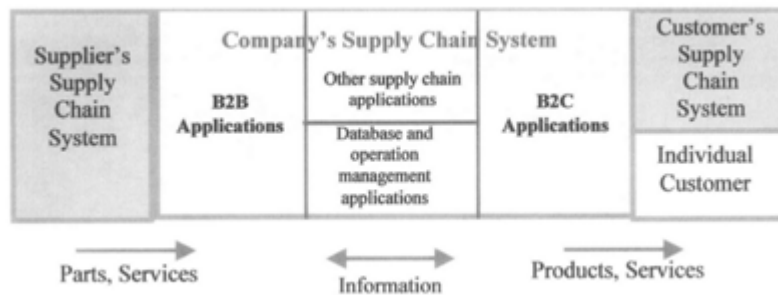 Company's Supply Chain System
Supplier's
Supply
Chain
System
B2B
Applications
Other supply chain
applications
Database and
operation
management
applications
B2C
Applications
Customer's
Supply
Chain
System
Individual
Customer
Parts, Services
Information
Products, Services